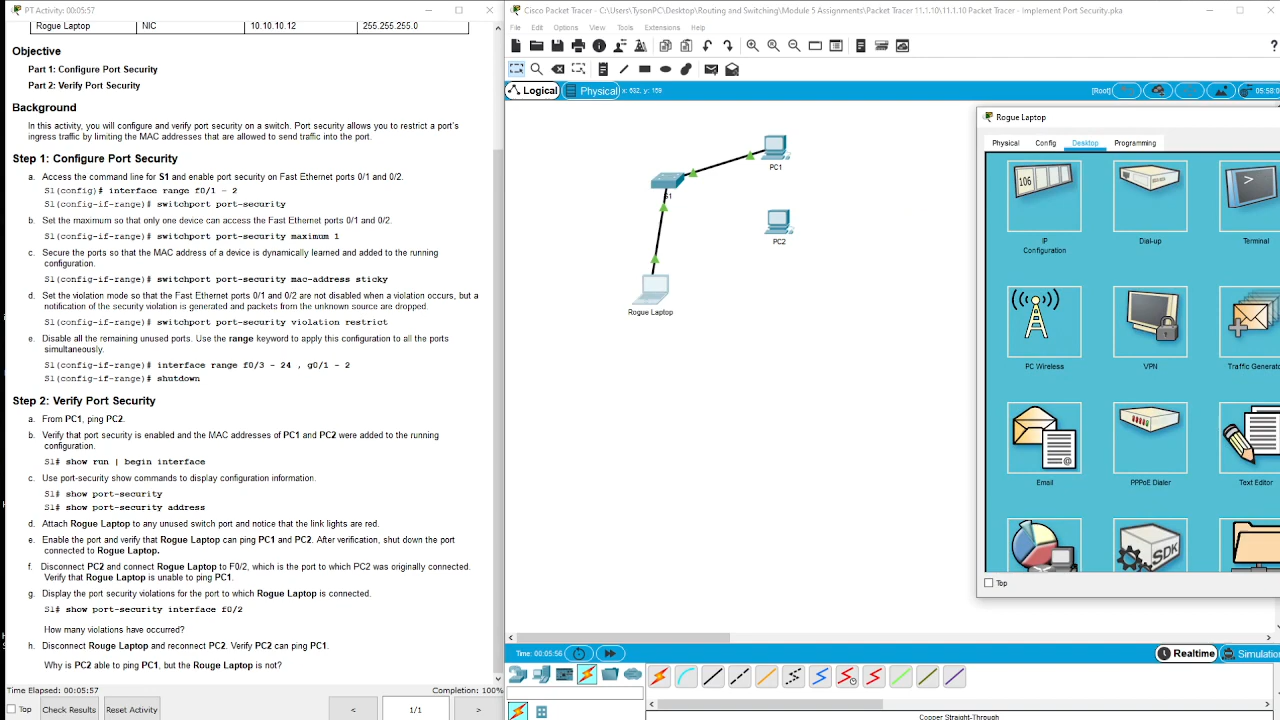 PT Activity: 00:05:57
Rogue Laptop NIC 10.10.10.12 255.255.255.0
Objective
Part 1: Configure Port Security
Part 2: Verify Port Security
Background
In this activity, you will configure and verify port security on a switch. Port security allows you to restrict a port's
ingress traffic by limiting the MAC addresses that are allowed to send traffic into the port.
Step 1: Configure Port Security
a. Access the command line for S1 and enable port security on Fast Ethernet ports 0/1 and 0/2.
S1(config)# interface range f0/1 - 2
S1(config-if-range)# switchport port-security
b. Set the maximum so that only one device can access the Fast Ethernet ports 0/1 and 0/2.
S1(config-if-range)# switchport port-security maximum 1
c. Secure the ports so that the MAC address of a device is dynamically learned and added to the running
configuration.
S1(config-if-range)# switchport port-security mac-address sticky
d. Set the violation mode so that the Fast Ethernet ports 0/1 and 0/2 are not disabled when a violation occurs, but a
notification of the security violation is generated and packets from the unknown source are dropped.
S1(config-if-range)# switchport port-security violation restrict
e. Disable all the remaining unused ports. Use the range keyword to apply this configuration to all the ports
simultaneously.
S1(config-if-range)# interface range f0/3 - 24 , g0/1 - 2
S1(config-if-range)# shutdown
Step 2: Verify Port Security
a. From PC1, ping PC2.
b. Verify that port security is enabled and the MAC addresses of PC1 and PC2 were added to the running
configuration.
S1# show run | begin interface
c. Use port-security show commands to display configuration information.
S1# show port-security
S1# show port-security address
d. Attach Rogue Laptop to any unused switch port and notice that the link lights are red.
e. Enable the port and verify that Rogue Laptop can ping PC1 and PC2. After verification, shut down the port
connected to Rogue Laptop.
f. Disconnect PC2 and connect Rogue Laptop to F0/2, which is the port to which PC2 was originally connected.
Verify that Rogue Laptop is unable to ping PC1.
g. Display the port security violations for the port to which Rogue Laptop is connected.
S1# show port-security interface f0/2
How many violations have occurred?
h. Disconnect Rogue Laptop and reconnect PC2. Verify PC2 can ping PC1.
Why is PC2 able to ping PC1, but the Rogue Laptop is not?
Time Elapsed: 00:05:57 Completion: 100%
Top Check Results Reset Activity < 1/1 >
Cisco Packet Tracer - C:\Users\TysonPC\Desktop\Routing and Switching\Module 5 Assignments\Packet Tracer 11.1.10\11.1.10 Packet Tracer - Implement Port Security.pka
File Edit Options View Tools Extensions Help
?
Logical Physical x: 632, y: 159 [Root] 05:58:0
PC1
S1
PC2
Rogue Laptop
Rogue Laptop
Physical Config Desktop Programming
106
>
IP
Configuration
Dial-up
Terminal
PC Wireless
VPN
Traffic Generato
Email
PPPoE Dialer
Text Editor
SDK
Top
Time: 00:05:56 Realtime Simulation
Copper Straight-Through